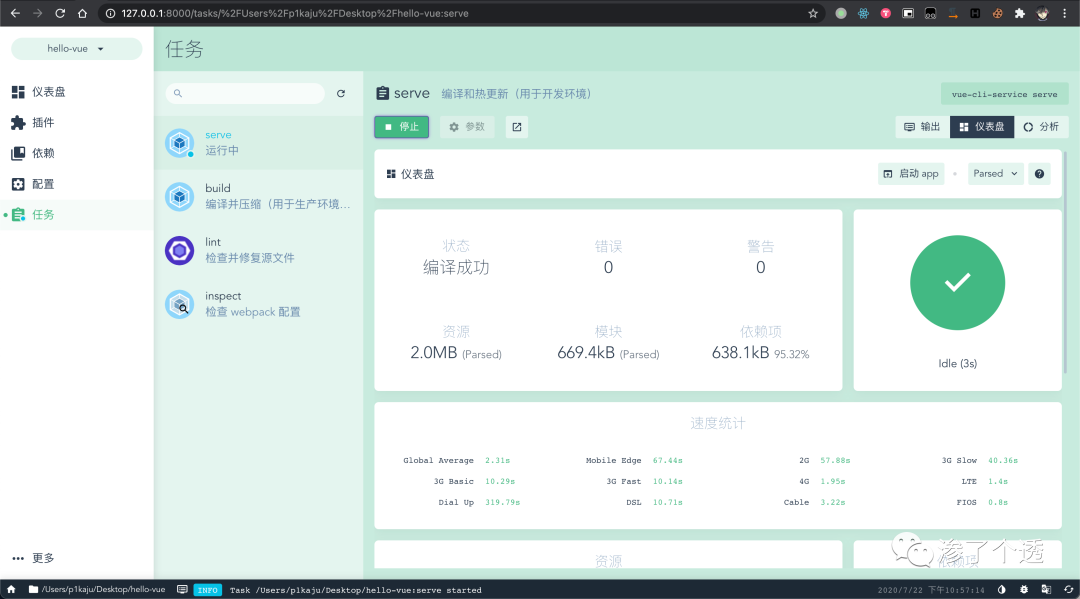 127.0.0.1:8000/tasks/%2FUsers%2Fp1kaju%2FDesktop%2Fhello-vue:serve
hello-vue
仪表盘
插件
依赖
配置
任务
更多
任务
serve
运行中
build
编译并压缩（用于生产环境...
lint
检查并修复源文件
inspect
检查 webpack 配置
serve 编译和热更新（用于开发环境）
vue-cli-service serve
停止 参数
输出 仪表盘 分析
仪表盘
启动 app Parsed
状态 错误 警告
编译成功 0 0
资源 模块 依赖项
2.0MB (Parsed) 669.4kB (Parsed) 638.1kB 95.32%
Idle (3s)
速度统计
Global Average 2.31s Mobile Edge 67.44s 2G 57.88s 3G Slow 40.36s
3G Basic 10.29s 3G Fast 10.14s 4G 1.95s LTE 1.4s
Dial Up 319.79s DSL 10.71s Cable 3.22s FIOS 0.8s
资源 依赖项
渗了个透
/Users/p1kaju/Desktop/hello-vue INFO Task /Users/p1kaju/Desktop/hello-vue:serve started 2020/7/22 下午10:57:14